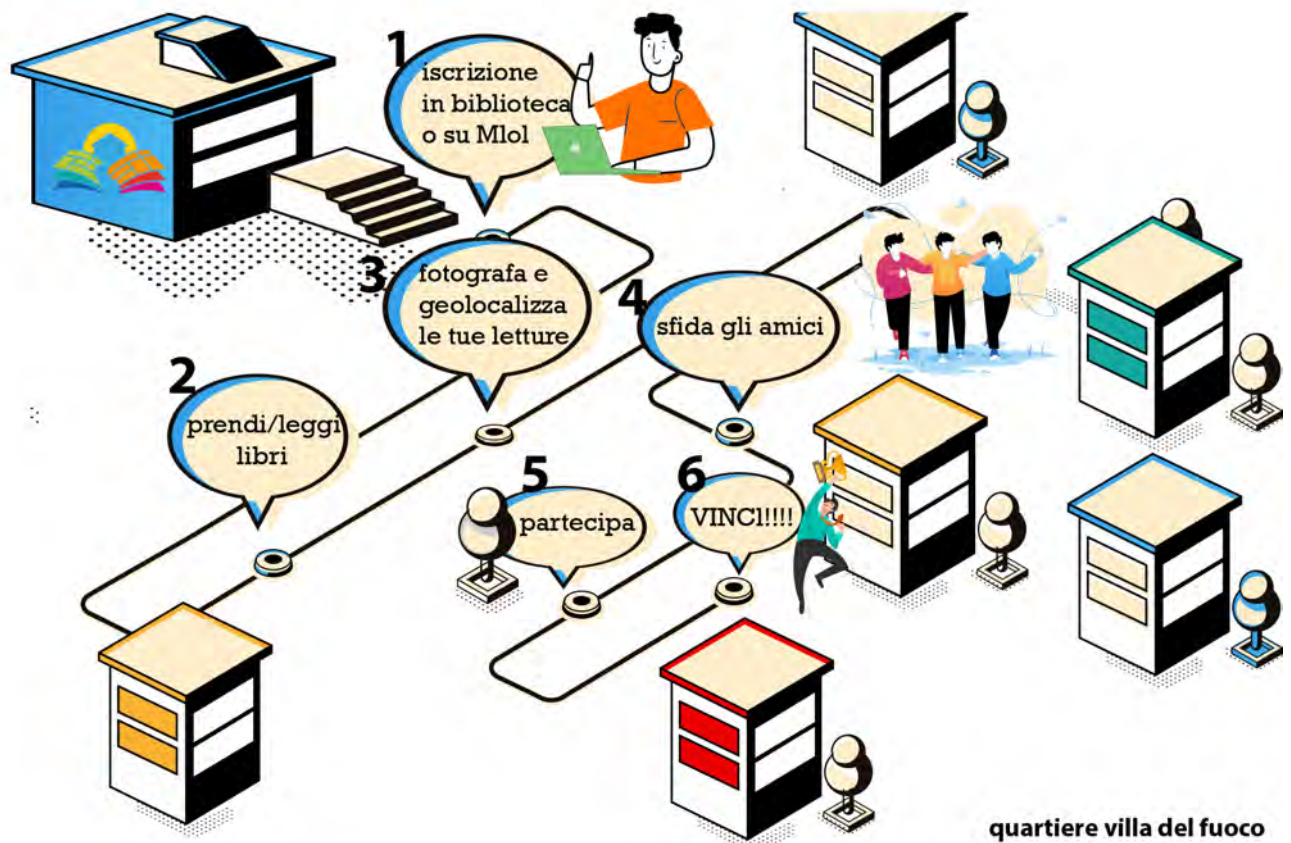 1
iscrizione
in biblioteca
o su Mlol
2
prendi/leggi
libri
3
fotografa e
geolocalizza
le tue letture
4
sfida gli amici
5
partecipa
6
VINCI!!!!
quartiere villa del fuoco